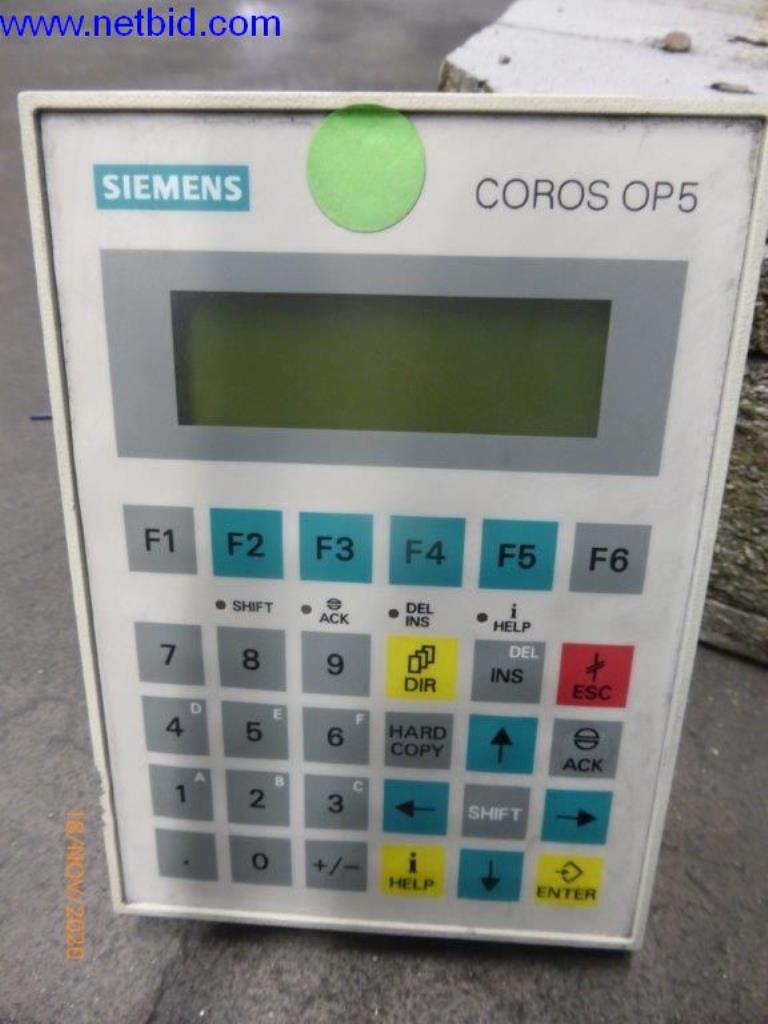 www.netbid.com
SIEMENS
COROS OP5
F1 F2 F3 F4 F5 F6
SHIFT ACK DEL INS i HELP
7 8 9 DIR DEL INS ESC
4 D 5 E 6 F HARD COPY ACK
1 A 2 B 3 C SHIFT
. 0 +/− i HELP ENTER
18/NOV/2020